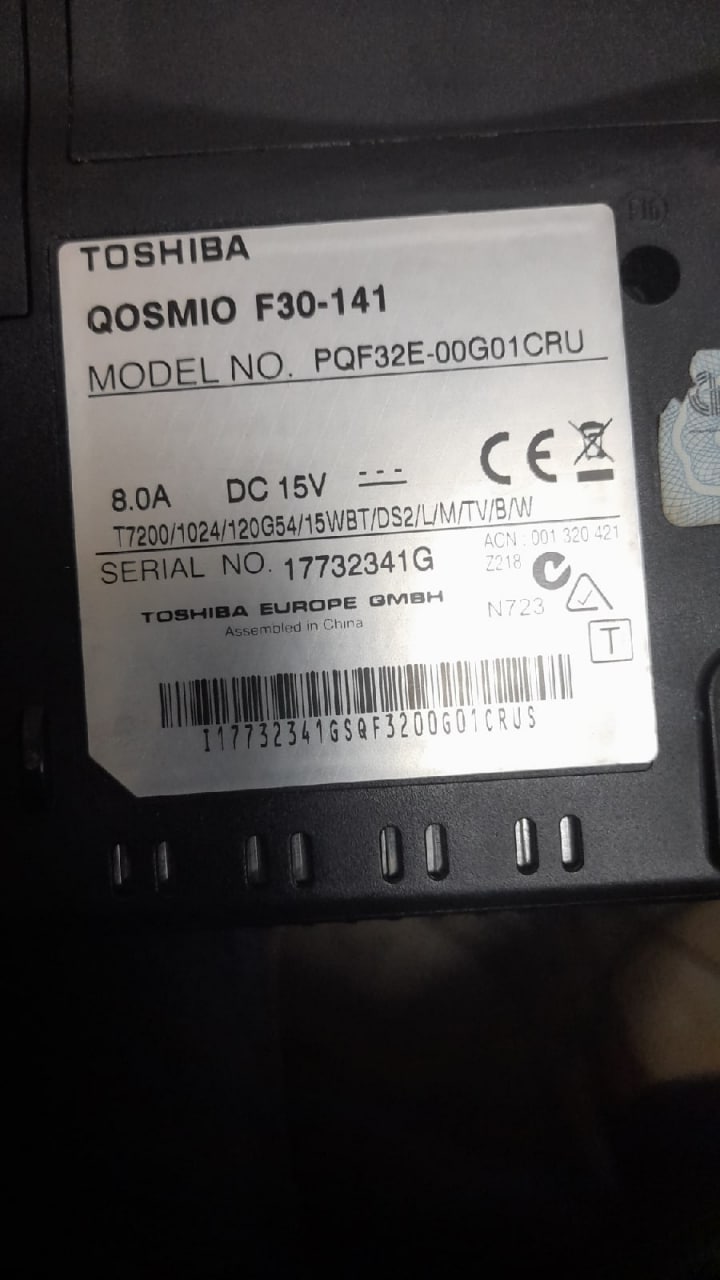 TOSHIBA
QOSMIO F30-141
MODEL NO. PQF32E-00G01CRU
8.0A DC 15V
CE
T7200/1024/120G54/15WBT/DS2/L/M/TV/B/W
ACN : 001 320 421
SERIAL NO. 17732341G
Z218
TOSHIBA EUROPE GMBH
N723
Assembled in China
T
I17732341GSQF3200G01CRUS